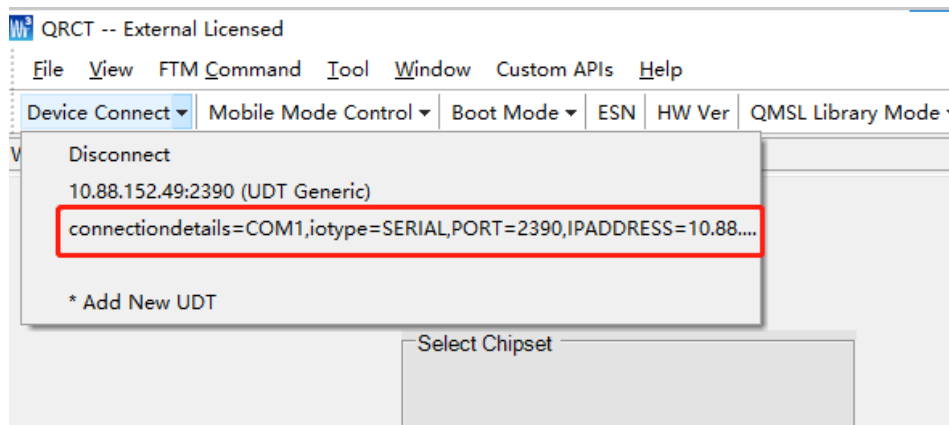 QRCT -- External Licensed
File View FTM Command Tool Window Custom APIs Help
Device Connect Mobile Mode Control Boot Mode ESN HW Ver QMSL Library Mode
Disconnect
10.88.152.49:2390 (UDT Generic)
connectiondetails=COM1,iotype=SERIAL,PORT=2390,IPADDRESS=10.88....
* Add New UDT
Select Chipset